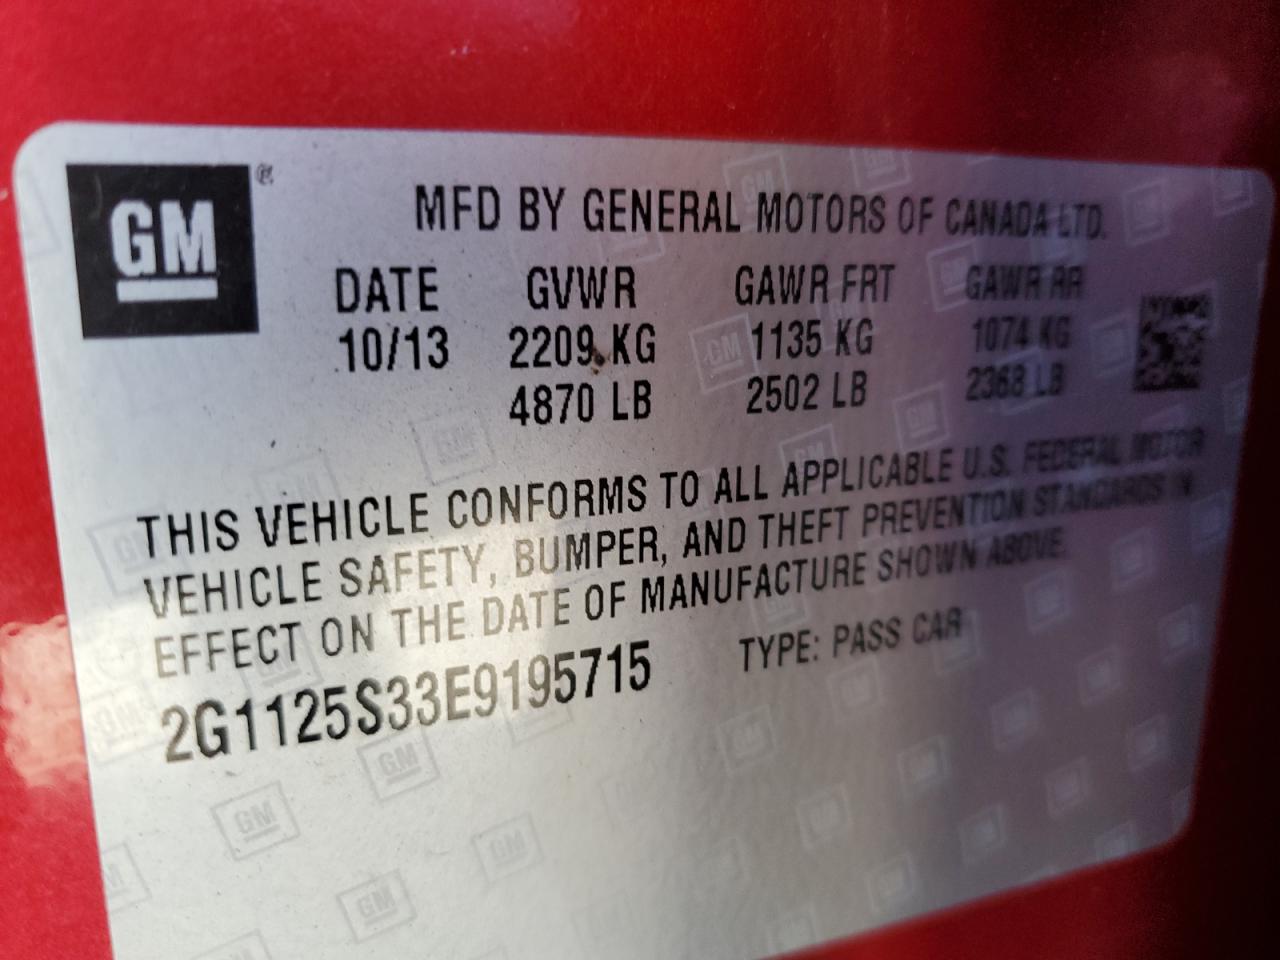 GM ®
MFD BY GENERAL MOTORS OF CANADA LTD.
DATE GVWR GAWR FRT GAWR RR
10/13 2209 KG 1135 KG 1074 KG
4870 LB 2502 LB 2368 LB
THIS VEHICLE CONFORMS TO ALL APPLICABLE U.S. FEDERAL MOTOR
VEHICLE SAFETY, BUMPER, AND THEFT PREVENTION STANDARDS IN
EFFECT ON THE DATE OF MANUFACTURE SHOWN ABOVE.
2G1125S33E9195715 TYPE: PASS CAR